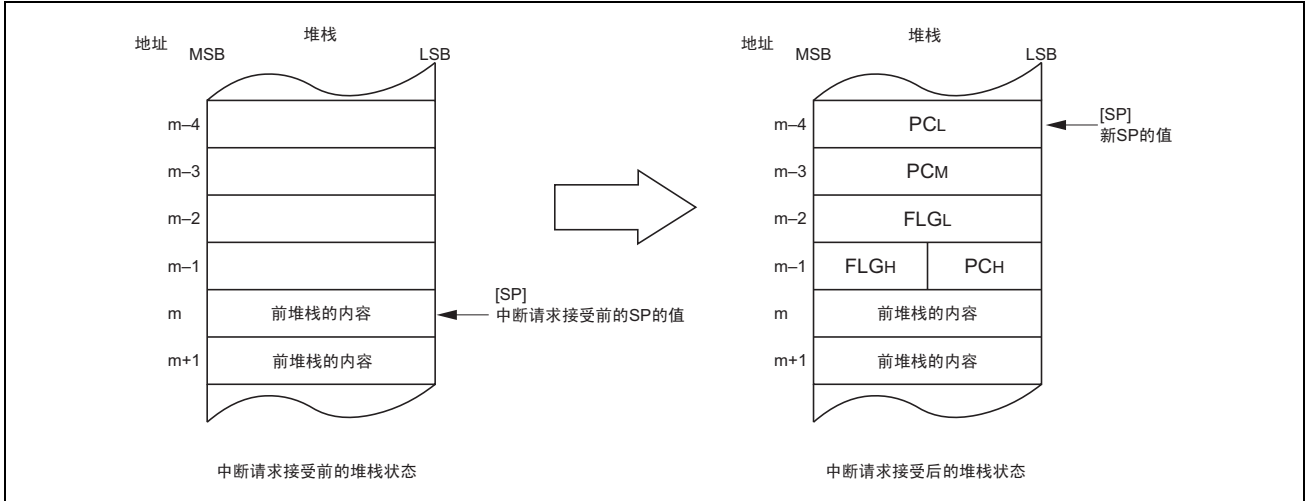 堆栈
地址 MSB LSB
m–4
m–3
m–2
m–1
m 前堆栈的内容
m+1 前堆栈的内容
[SP]
中断请求接受前的SP的值
中断请求接受前的堆栈状态
堆栈
地址 MSB LSB
m–4 PCL
m–3 PCM
m–2 FLGL
m–1 FLGH PCH
m 前堆栈的内容
m+1 前堆栈的内容
[SP]
新SP的值
中断请求接受后的堆栈状态